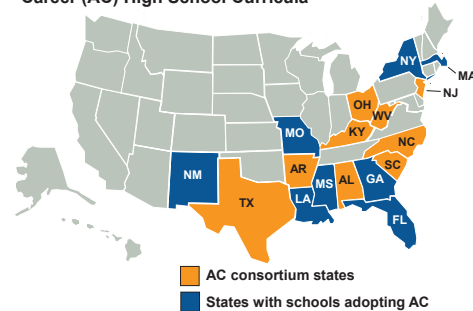 Career (AC) High School Curricula
NY
MA
NJ
OH
WV
KY
MO
NC
SC
AR
NM
MS
AL
GA
TX
LA
FL
AC consortium states
States with schools adopting AC